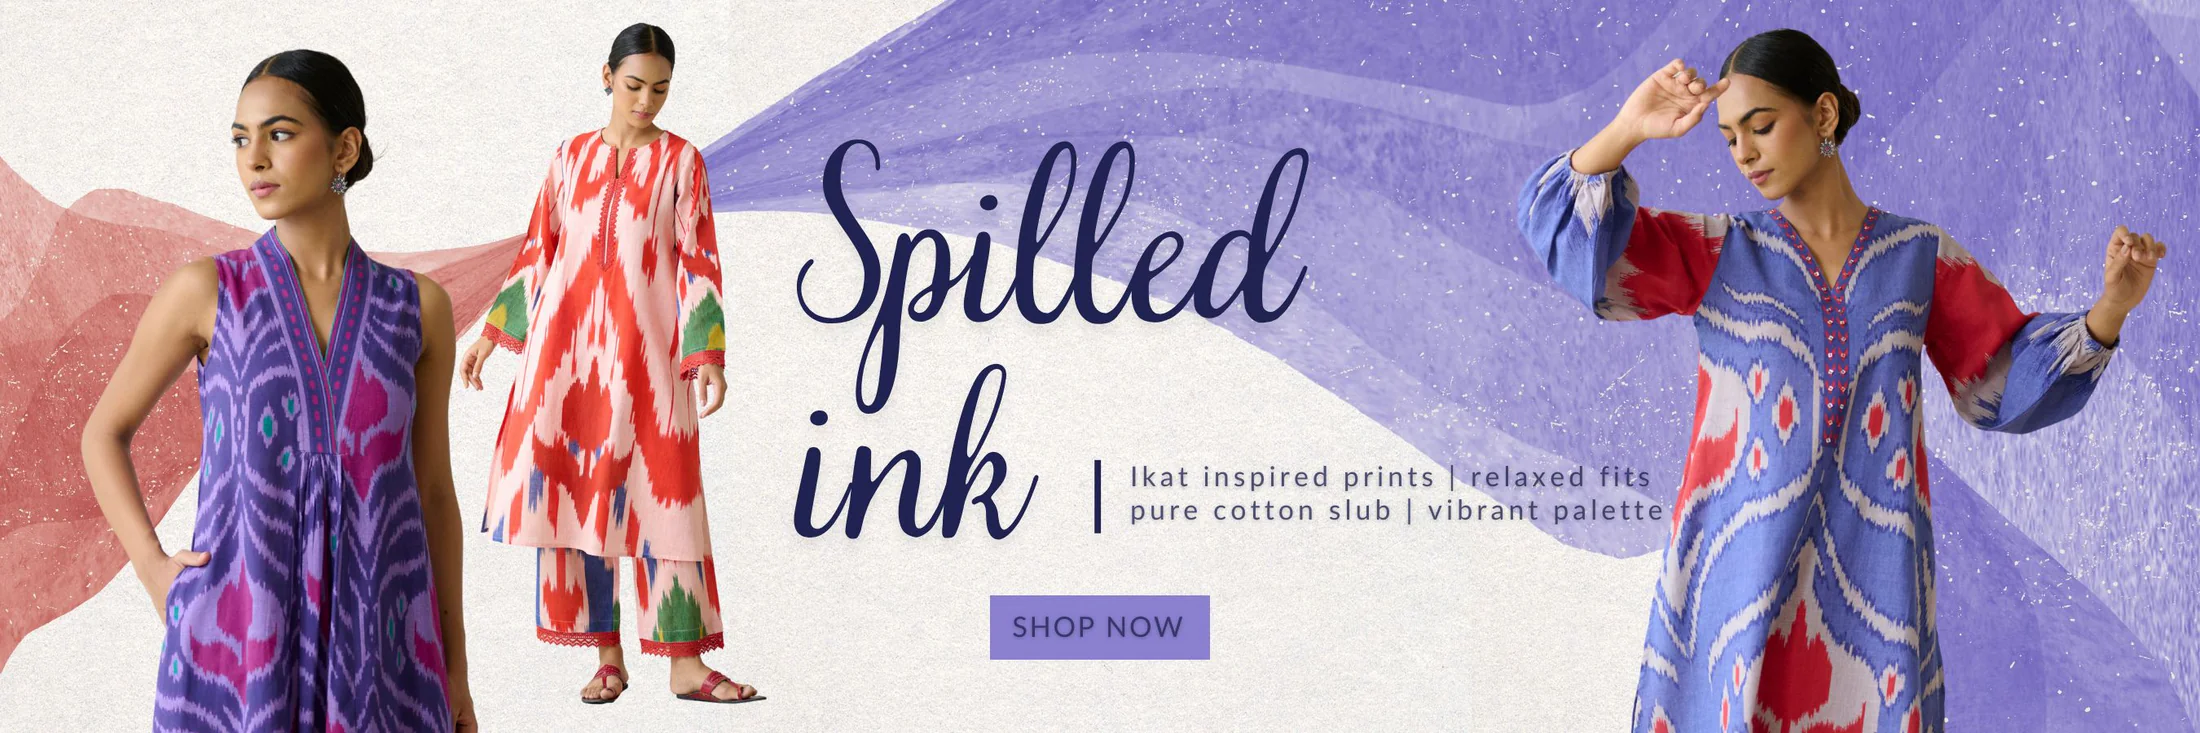 Spilled
ink
Ikat inspired prints | relaxed fits
pure cotton slub | vibrant palette
SHOP NOW